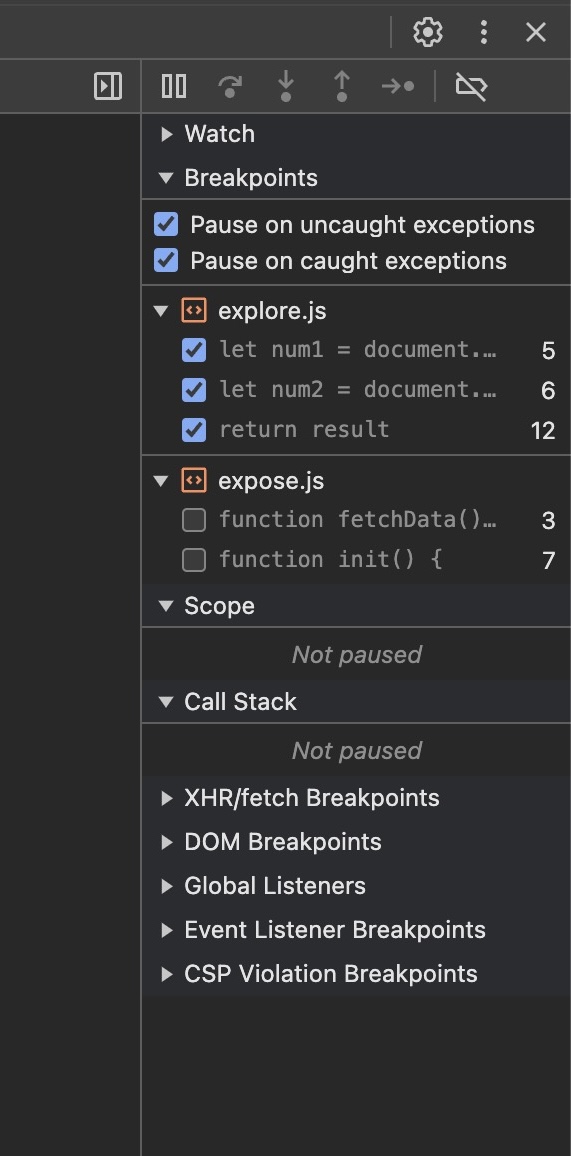 Watch
Breakpoints
Pause on uncaught exceptions
Pause on caught exceptions
explore.js
let num1 = document.… 5
let num2 = document.… 6
return result 12
expose.js
function fetchData()… 3
function init() { 7
Scope
Not paused
Call Stack
Not paused
XHR/fetch Breakpoints
DOM Breakpoints
Global Listeners
Event Listener Breakpoints
CSP Violation Breakpoints